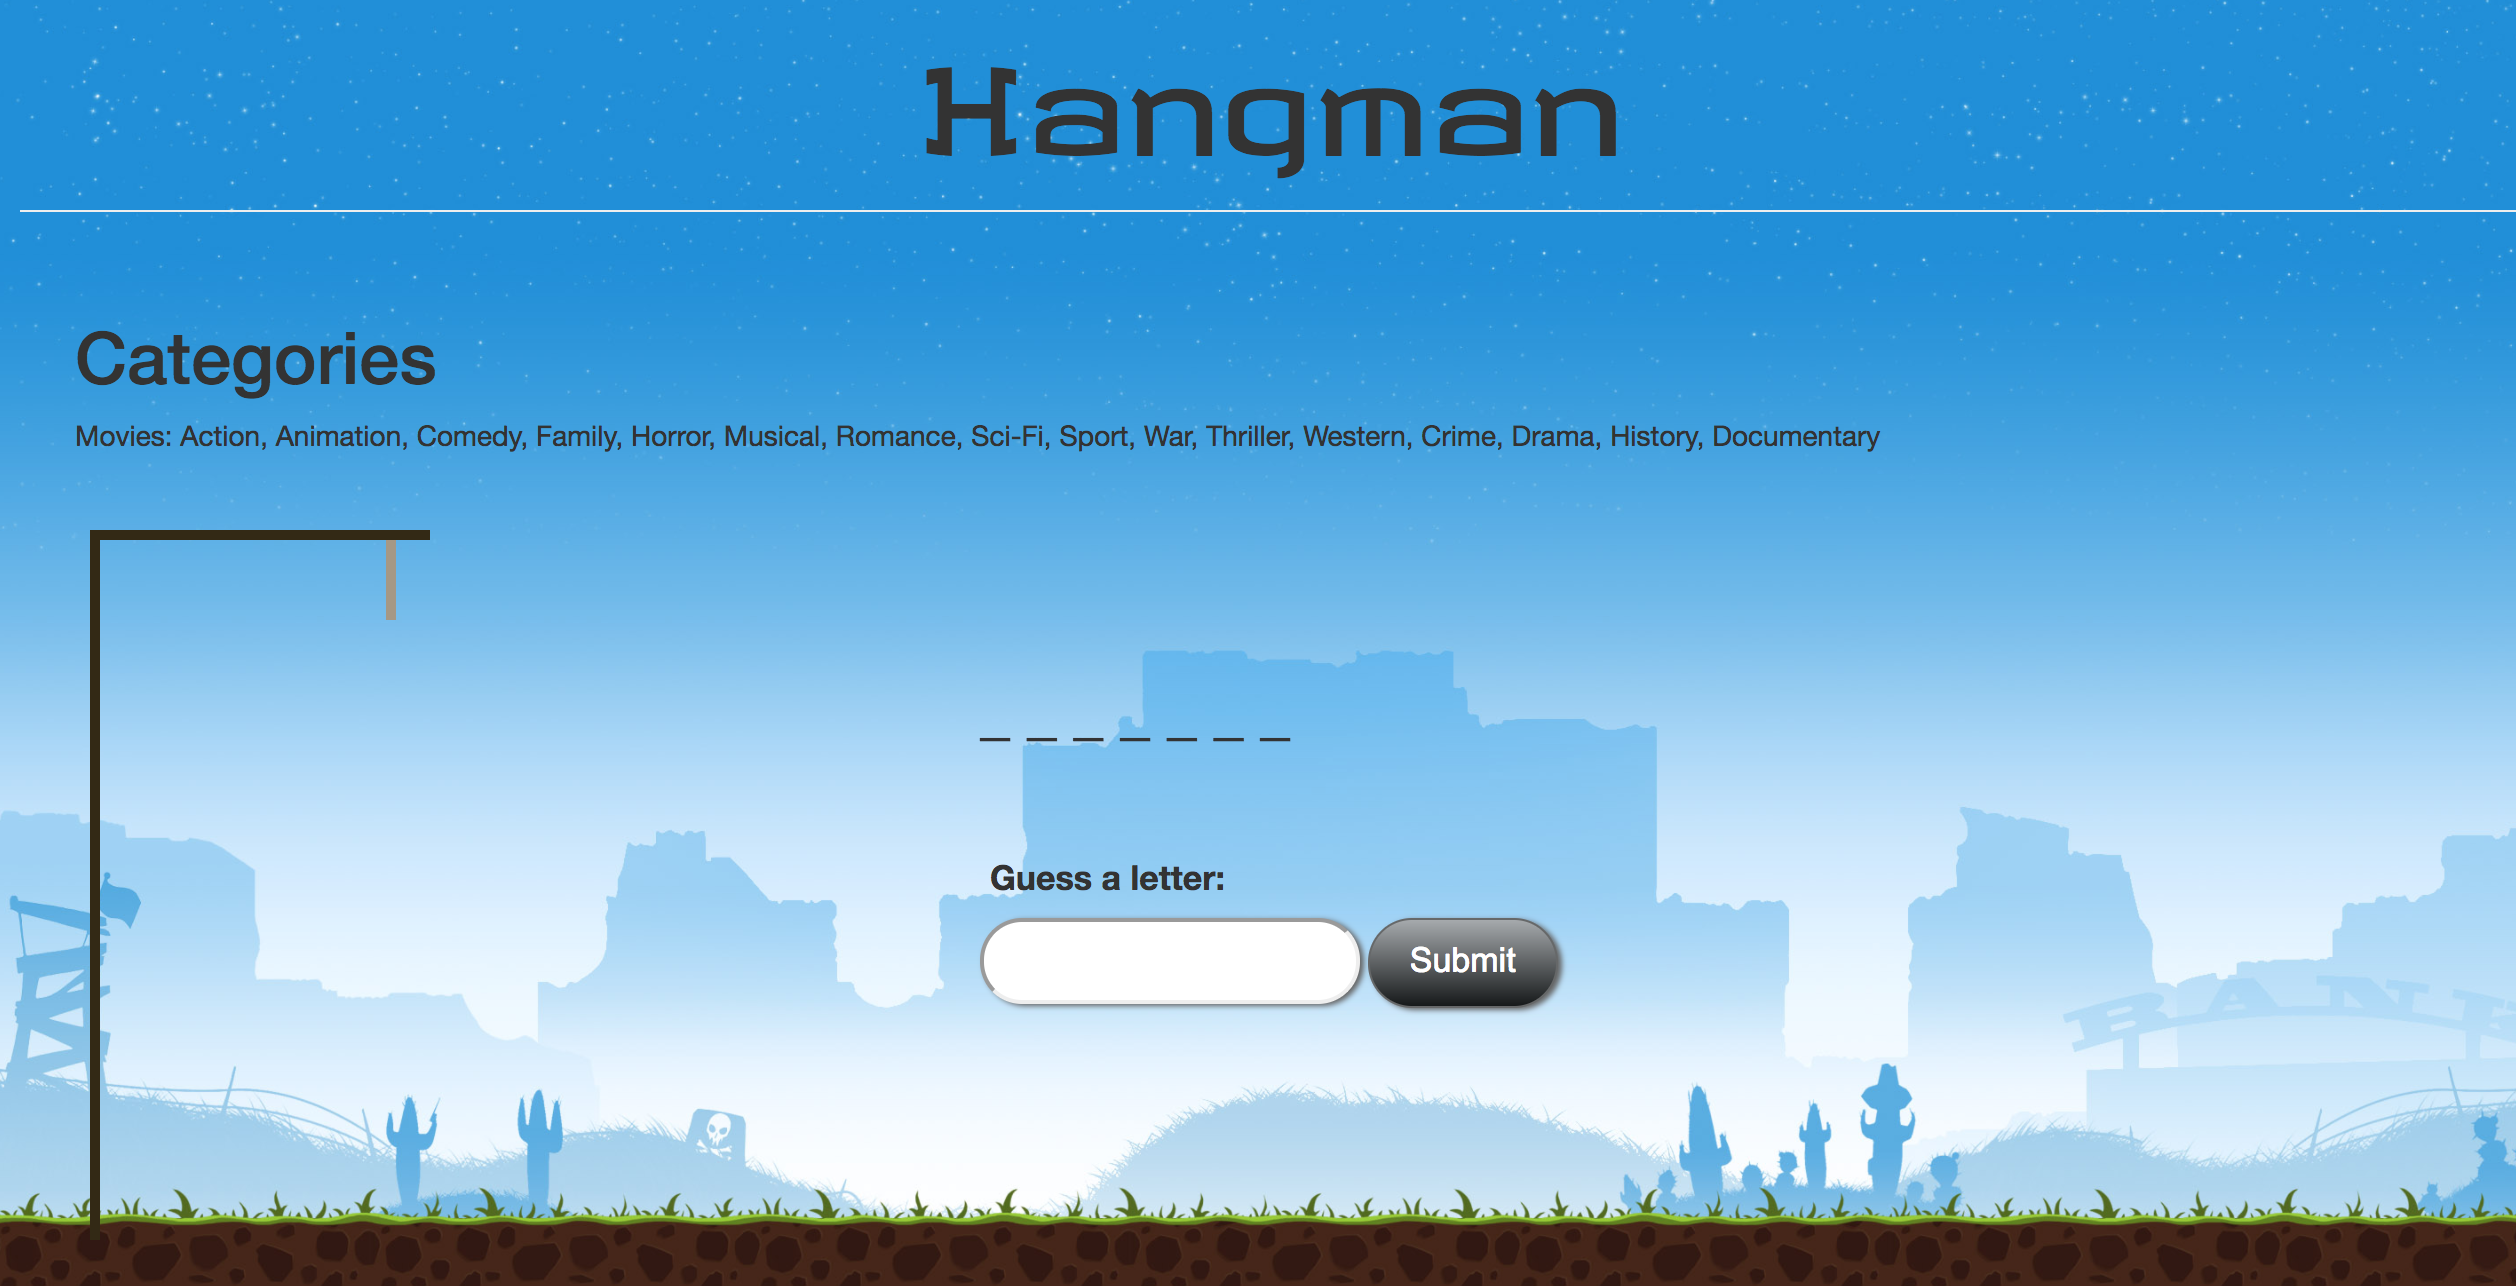 Hangman
Categories
Movies: Action, Animation, Comedy, Family, Horror, Musical, Romance, Sci-Fi, Sport, War, Thriller, Western, Crime, Drama, History, Documentary
_ _ _ _ _ _ _
Guess a letter:
Submit